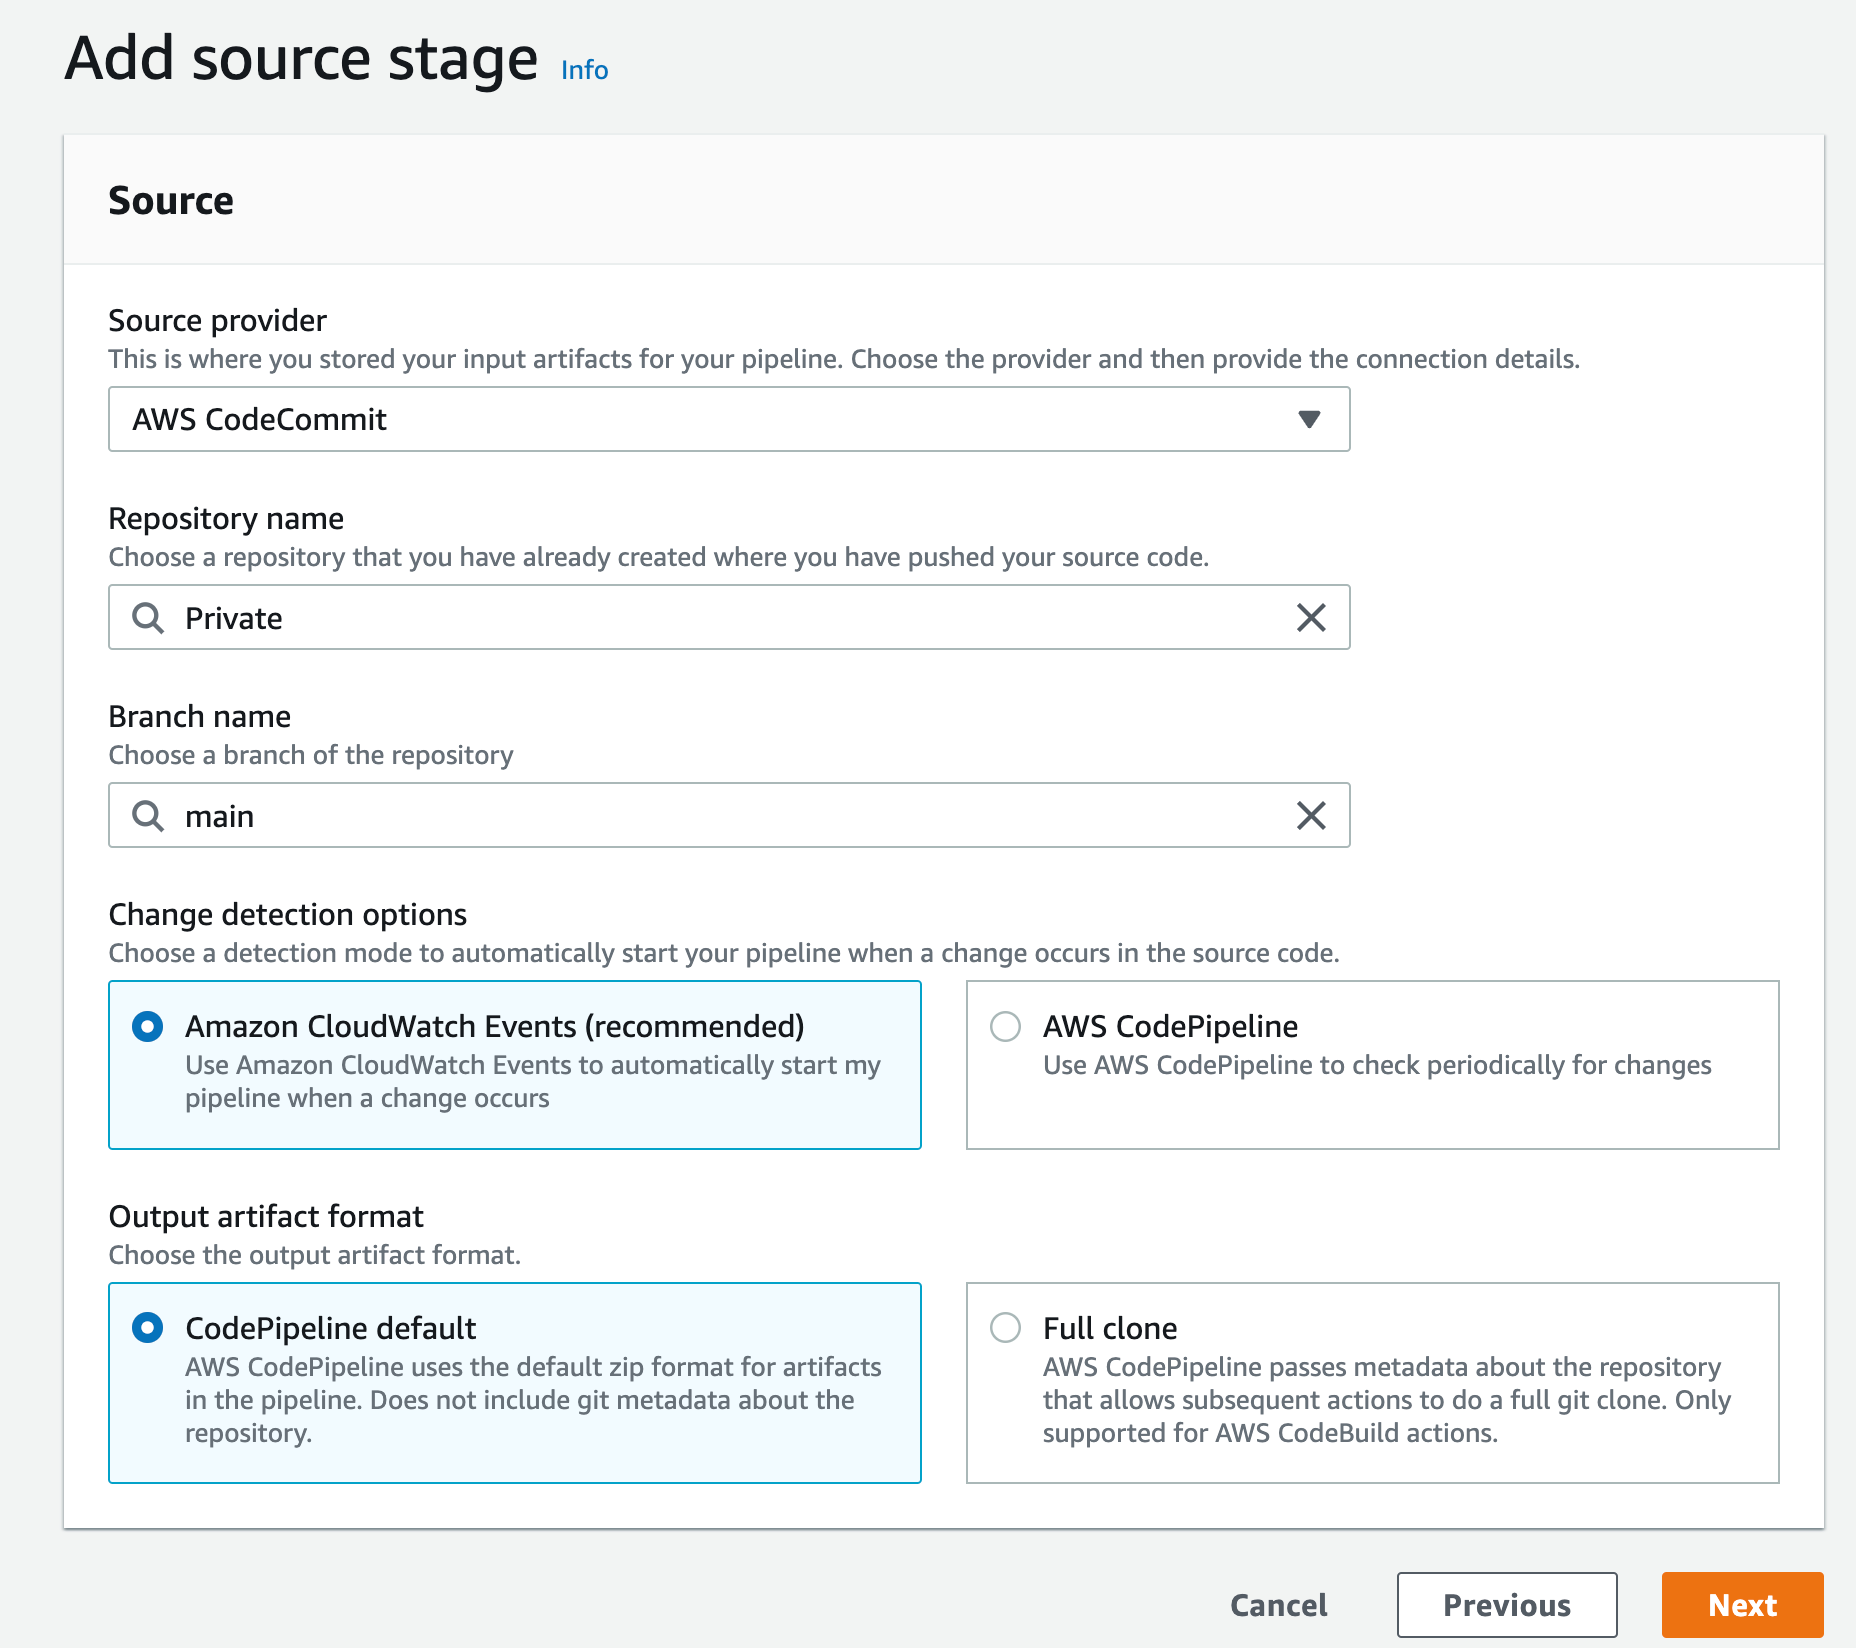 Add source stage Info
Source
Source provider
This is where you stored your input artifacts for your pipeline. Choose the provider and then provide the connection details.
AWS CodeCommit
Repository name
Choose a repository that you have already created where you have pushed your source code.
Private
Branch name
Choose a branch of the repository
main
Change detection options
Choose a detection mode to automatically start your pipeline when a change occurs in the source code.
Amazon CloudWatch Events (recommended)
Use Amazon CloudWatch Events to automatically start my
pipeline when a change occurs
AWS CodePipeline
Use AWS CodePipeline to check periodically for changes
Output artifact format
Choose the output artifact format.
CodePipeline default
AWS CodePipeline uses the default zip format for artifacts
in the pipeline. Does not include git metadata about the
repository.
Full clone
AWS CodePipeline passes metadata about the repository
that allows subsequent actions to do a full git clone. Only
supported for AWS CodeBuild actions.
Cancel
Previous
Next